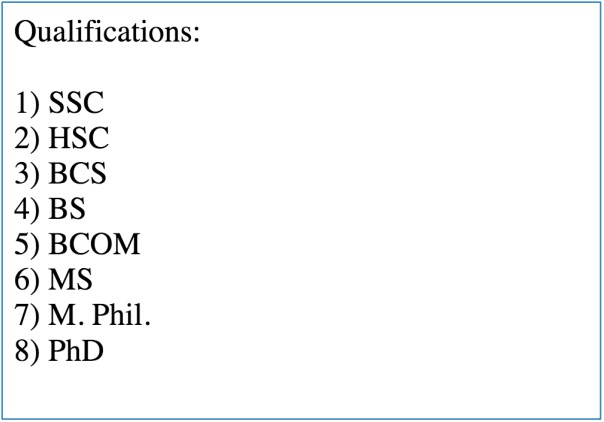 Qualifications:
1) SSC
2) HSC
3) BCS
4) BS
5) BCOM
6) MS
7) M. Phil.
8) PhD